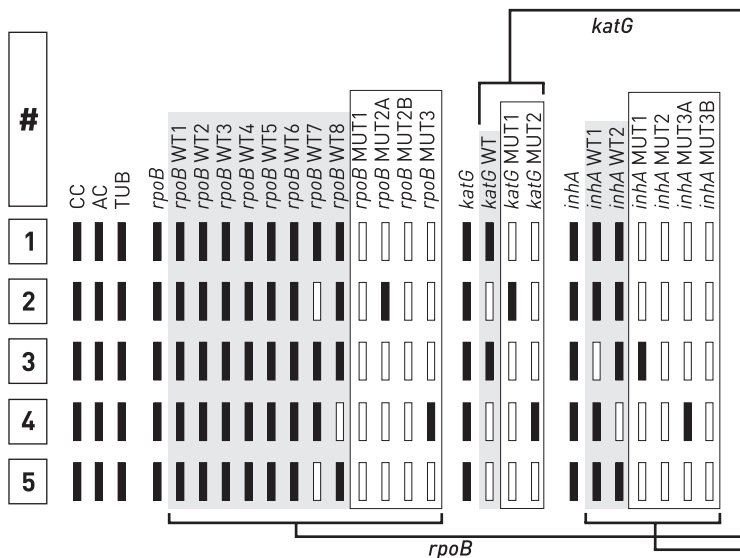 katG
#
CC
AC
TUB
rpoB
rpoB WT1
rpoB WT2
rpoB WT3
rpoB WT4
rpoB WT5
rpoB WT6
rpoB WT7
rpoB WT8
rpoB MUT1
rpoB MUT2A
rpoB MUT2B
rpoB MUT3
katG
katG WT
katG MUT1
katG MUT2
inhA
inhA WT1
inhA WT2
inhA MUT1
inhA MUT2
inhA MUT3A
inhA MUT3B
1
2
3
4
5
rpoB